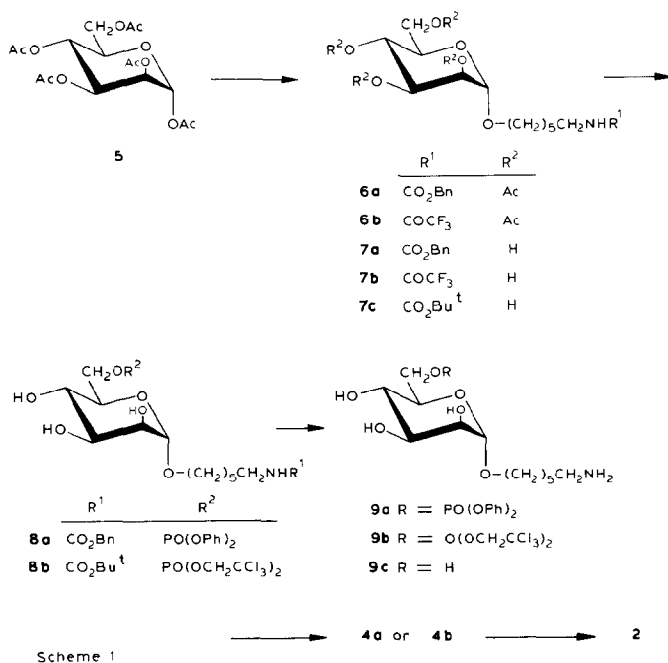 CH₂OAc
AcO
O
AcO
AcO
OAc
5
CH₂OR²
R²O
O
R²O
R²O
O-(CH₂)₅CH₂NHR¹
R¹ R²
6a CO₂Bn Ac
6b COCF₃ Ac
7a CO₂Bn H
7b COCF₃ H
7c CO₂Buᵗ H
CH₂OR²
HO
O
HO
HO
O-(CH₂)₅CH₂NHR¹
R¹ R²
8a CO₂Bn PO(OPh)₂
8b CO₂Buᵗ PO(OCH₂CCl₃)₂
CH₂OR
HO
O
HO
HO
O-(CH₂)₅CH₂NH₂
9a R = PO(OPh)₂
9b R = O(OCH₂CCl₃)₂
9c R = H
4a or 4b 2
Scheme 1